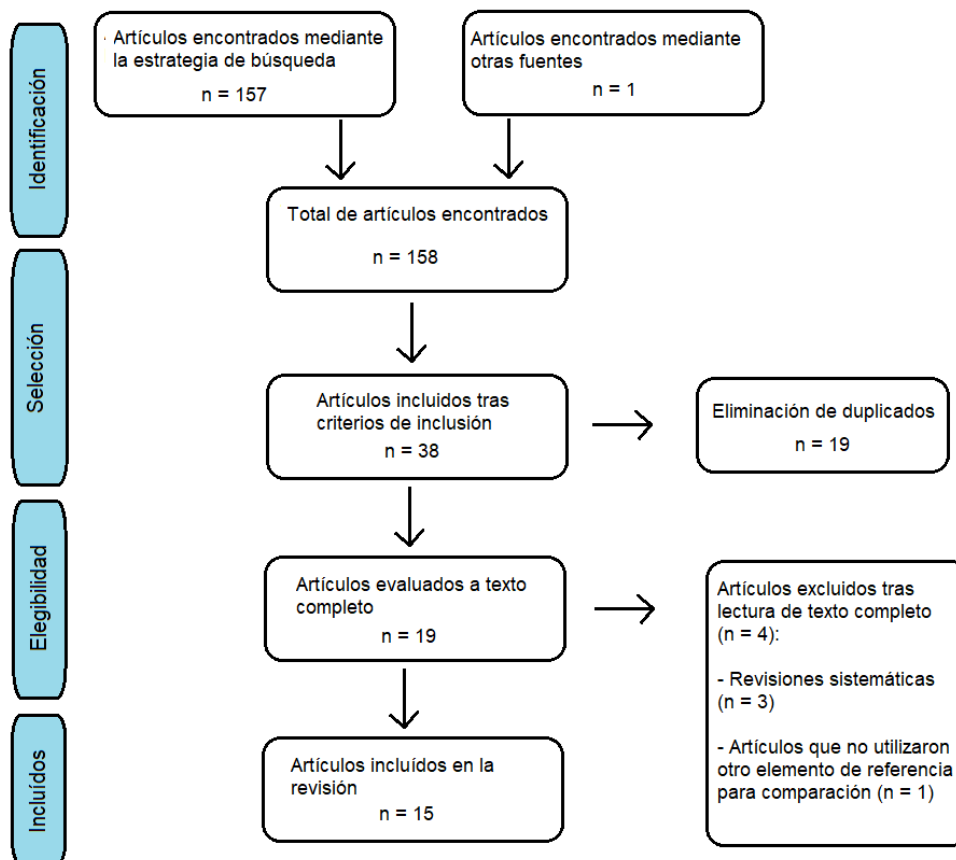 Identificación
Artículos encontrados mediante
la estrategia de búsqueda
n = 157
Artículos encontrados mediante
otras fuentes
n = 1
Total de artículos encontrados
n = 158
Selección
Artículos incluidos tras
criterios de inclusión
n = 38
Eliminación de duplicados
n = 19
Elegibilidad
Artículos evaluados a texto
completo
n = 19
Artículos excluidos tras
lectura de texto completo
(n = 4):
- Revisiones sistemáticas
(n = 3)
- Artículos que no utilizaron
otro elemento de referencia
para comparación (n = 1)
Incluídos
Artículos incluídos en la
revisión
n = 15